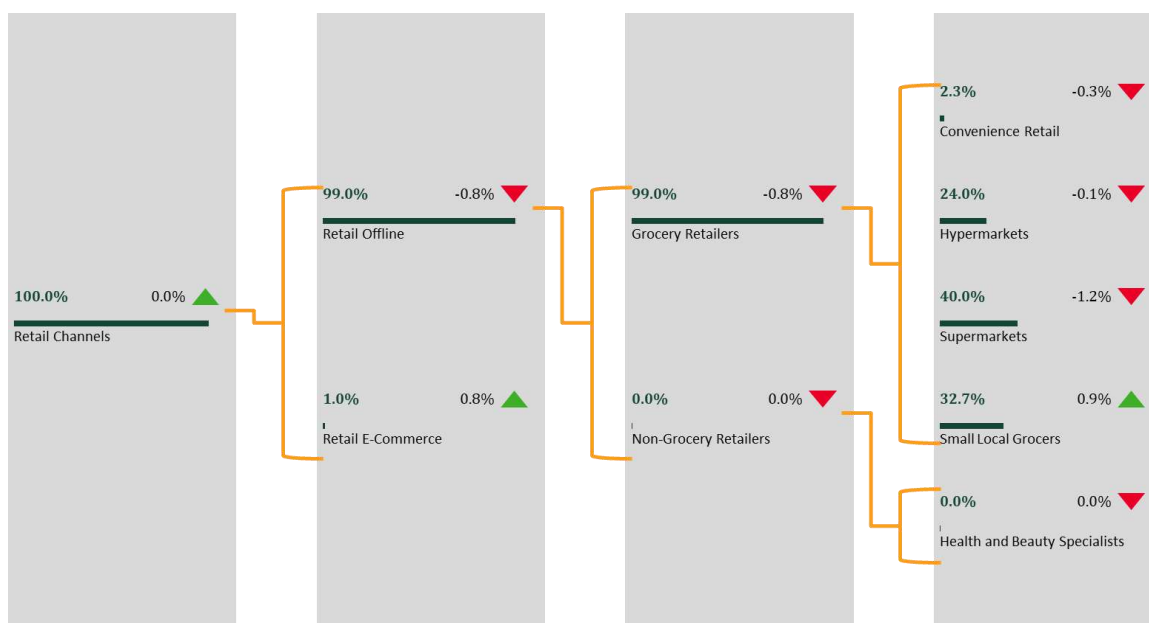 100.0% 0.0%
Retail Channels
99.0% -0.8%
Retail Offline
1.0% 0.8%
Retail E-Commerce
99.0% -0.8%
Grocery Retailers
0.0% 0.0%
Non-Grocery Retailers
2.3% -0.3%
Convenience Retail
24.0% -0.1%
Hypermarkets
40.0% -1.2%
Supermarkets
32.7% 0.9%
Small Local Grocers
0.0% 0.0%
Health and Beauty Specialists